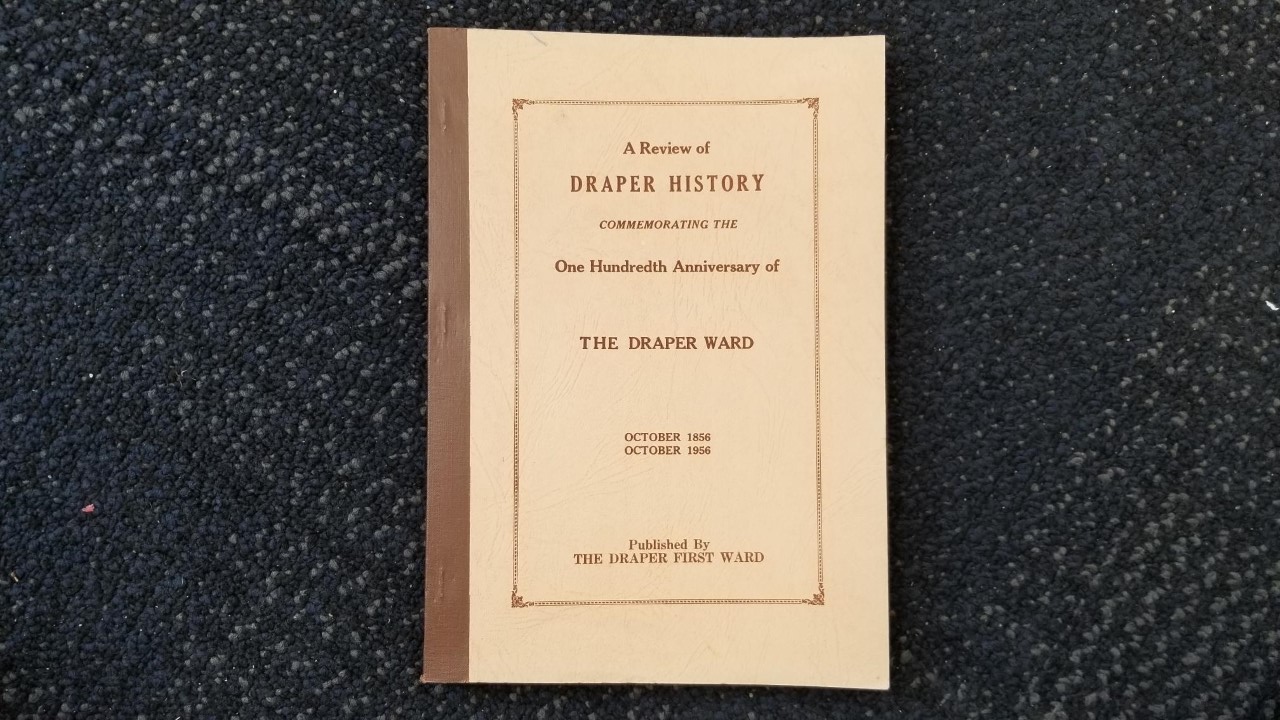 A Review of
DRAPER HISTORY
COMMEMORATING THE
One Hundredth Anniversary of
THE DRAPER WARD
OCTOBER 1856
OCTOBER 1956
Published By
THE DRAPER FIRST WARD